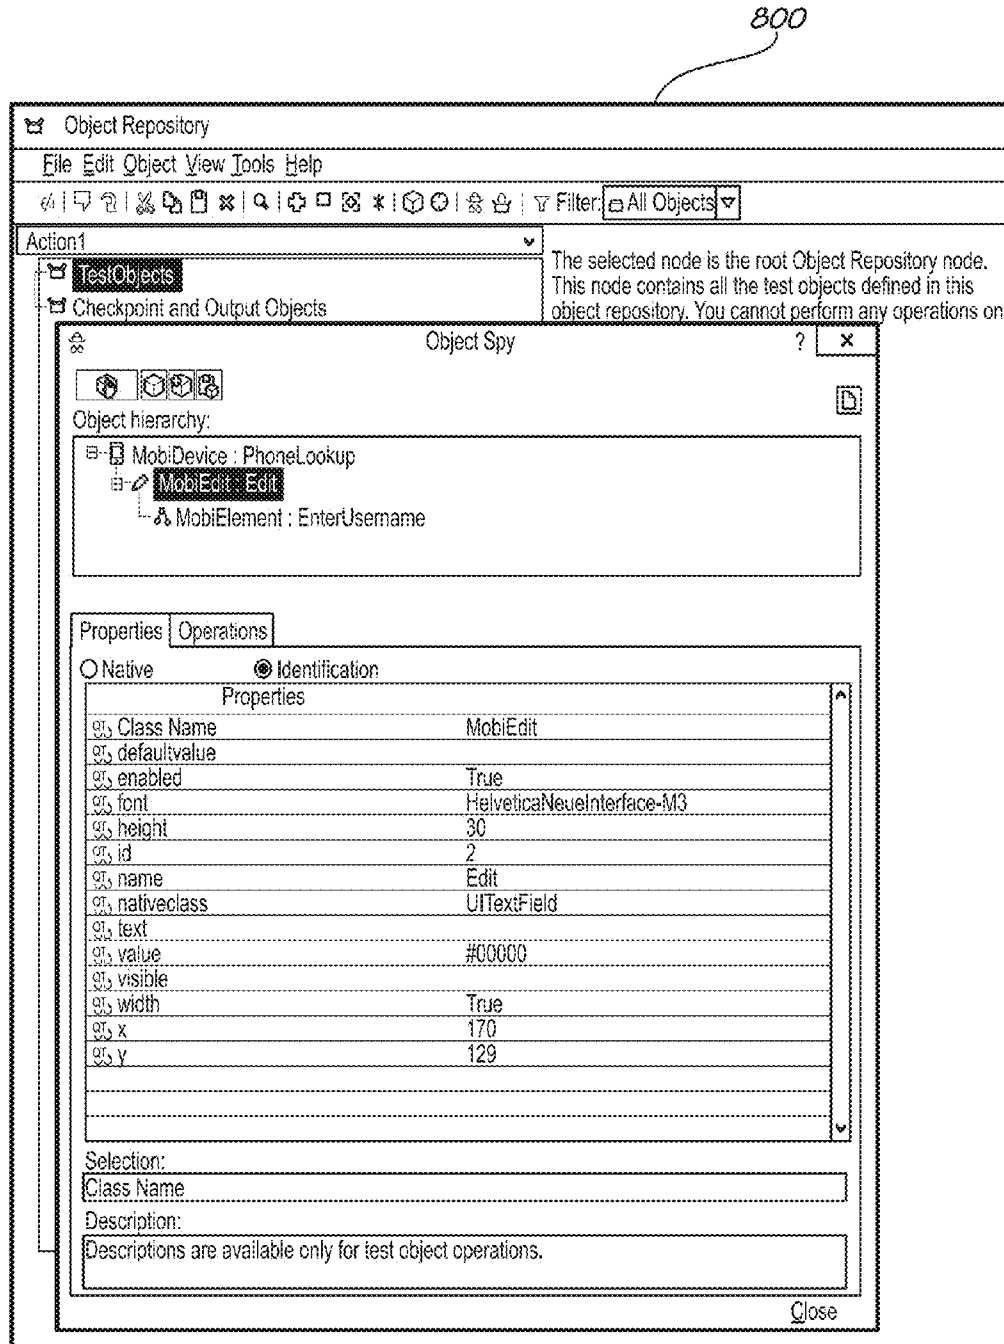 800
Object Repository
File Edit Object View Tools Help
Filter: All Objects
Action1
TestObjects
Checkpoint and Output Objects
The selected node is the root Object Repository node.
This node contains all the test objects defined in this
object repository. You cannot perform any operations on
Object Spy ? ×
Object hierarchy:
MobiDevice : PhoneLookup
MobiEdit : Edit
MobiElement : EnterUsername
Properties Operations
Native Identification
Properties
Class Name MobiEdit
defaultvalue
enabled True
font HelveticaNeueInterface-M3
height 30
id 2
name Edit
nativeclass UITextField
text
value #00000
visible
width True
x 170
y 129
Selection:
Class Name
Description:
Descriptions are available only for test object operations.
Close